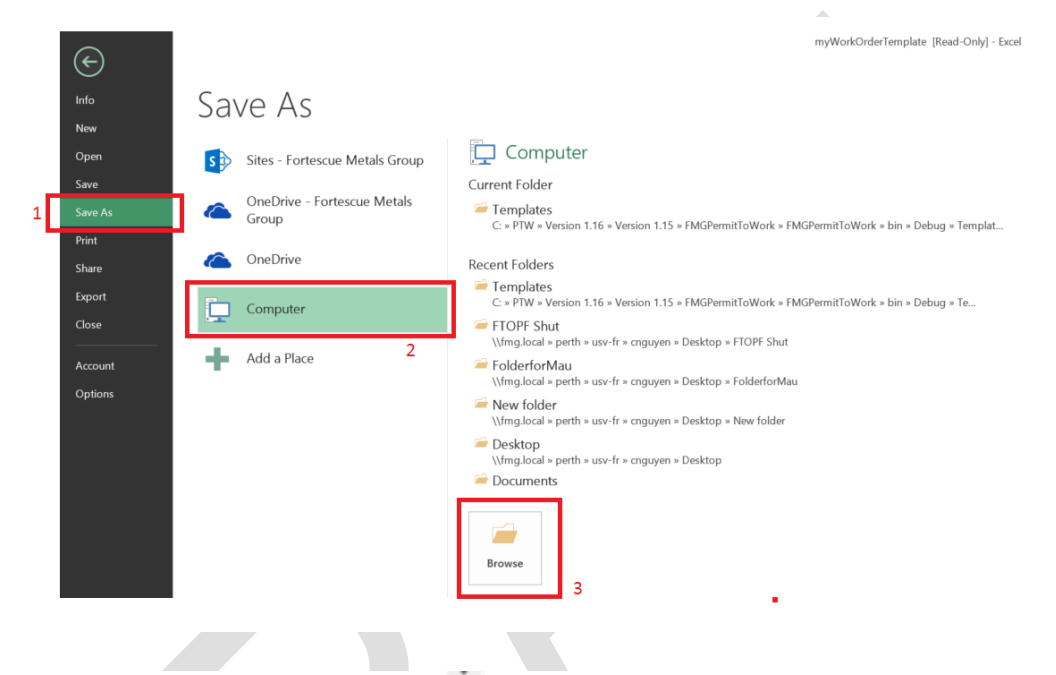 myWorkOrderTemplate [Read-Only] - Excel
Info
New
Open
Save
1
Save As
Print
Share
Export
Close
Account
Options
Save As
Sites - Fortescue Metals Group
OneDrive - Fortescue Metals
Group
OneDrive
Computer
2
Add a Place
Computer
Current Folder
Templates
C: » PTW » Version 1.16 » Version 1.15 » FMGPermitToWork » FMGPermitToWork » bin » Debug » Templat...
Recent Folders
Templates
C: » PTW » Version 1.16 » Version 1.15 » FMGPermitToWork » FMGPermitToWork » bin » Debug » Te...
FTOPF Shut
\\fmg.local » perth » usv-fr » cnguyen » Desktop » FTOPF Shut
FolderforMau
\\fmg.local » perth » usv-fr » cnguyen » Desktop » FolderforMau
New folder
\\fmg.local » perth » usv-fr » cnguyen » Desktop » New folder
Desktop
\\fmg.local » perth » usv-fr » cnguyen » Desktop
Documents
Browse
3